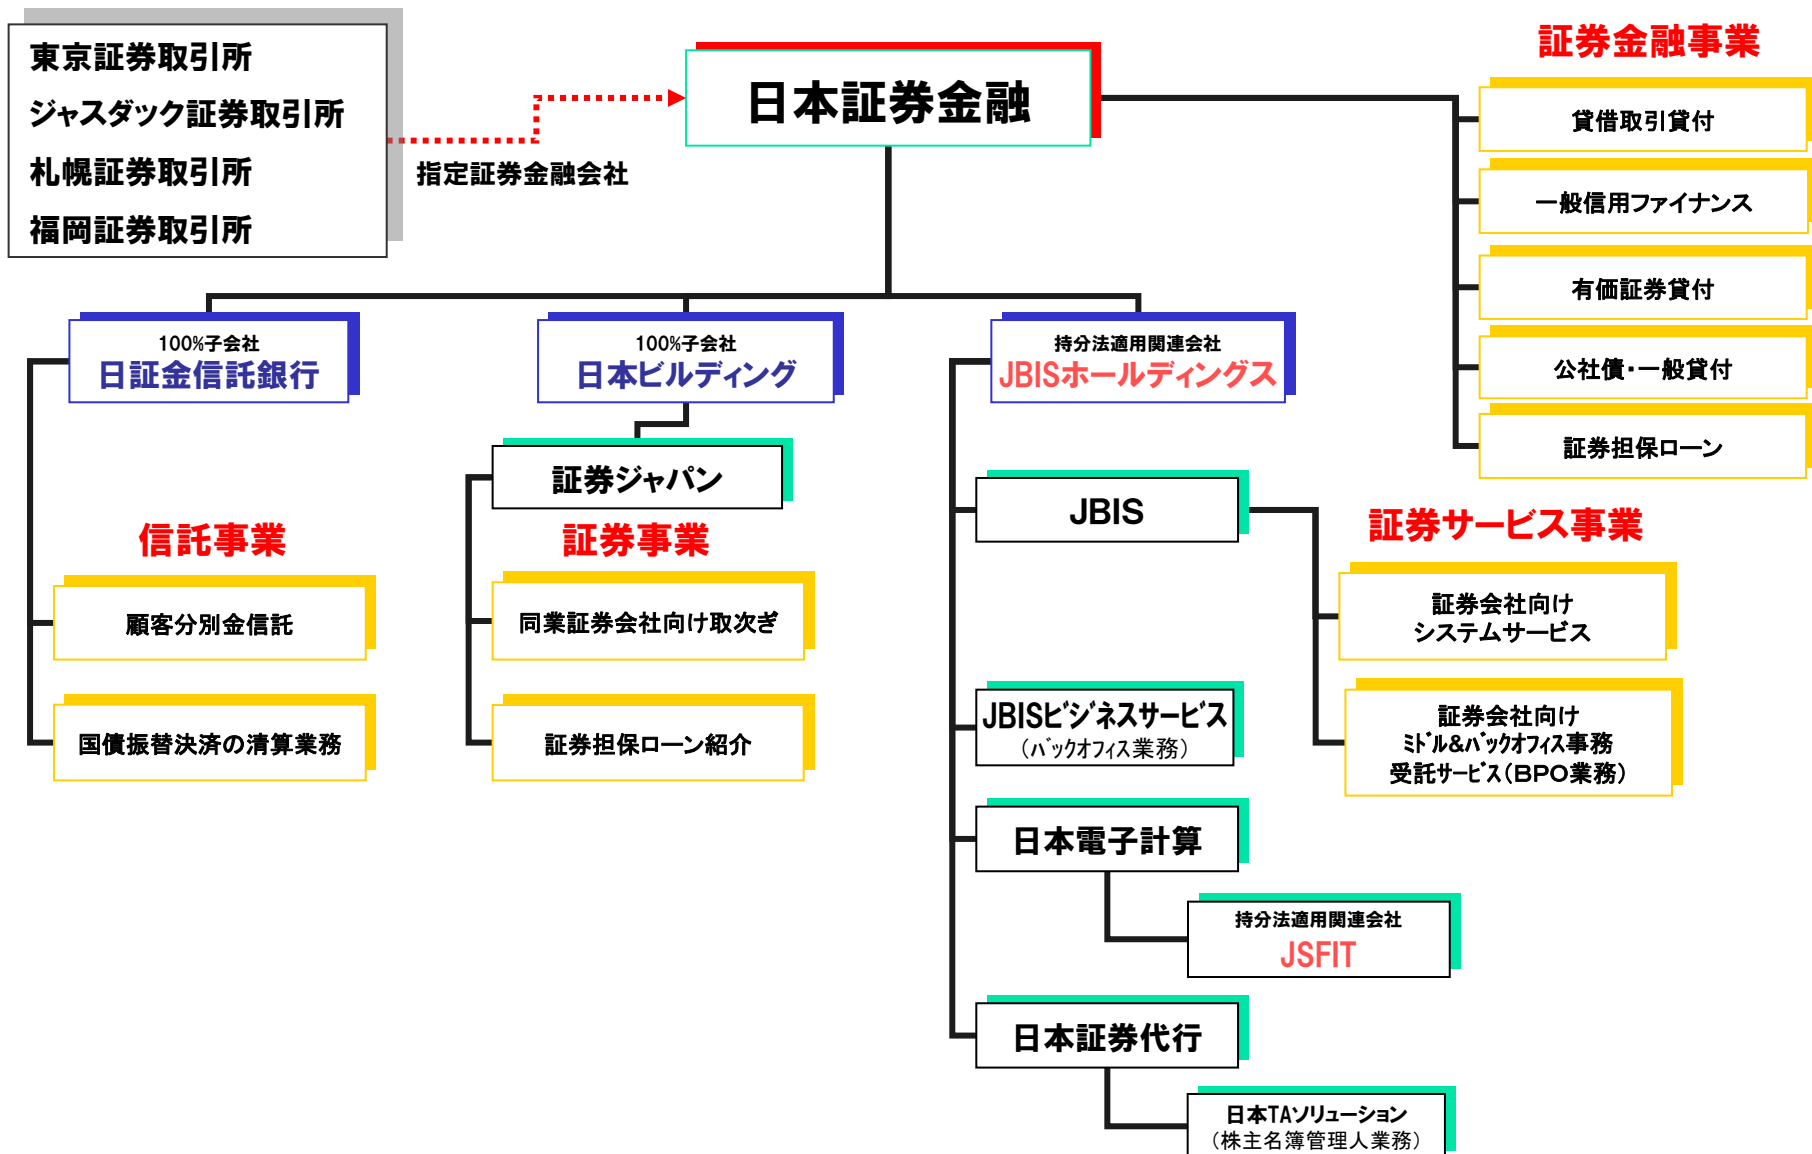 東京証券取引所
ジャスダック証券取引所
札幌証券取引所
福岡証券取引所
指定証券金融会社
日本証券金融
証券金融事業
貸借取引貸付
一般信用ファイナンス
有価証券貸付
公社債・一般貸付
証券担保ローン
100%子会社
日証金信託銀行
信託事業
顧客分別金信託
国債振替決済の清算業務
100%子会社
日本ビルディング
証券ジャパン
証券事業
同業証券会社向け取次ぎ
証券担保ローン紹介
持分法適用関連会社
JBISホールディングス
JBIS
証券サービス事業
証券会社向け
システムサービス
証券会社向け
ﾐﾄﾞﾙ&ﾊﾞｯｸｵﾌｨｽ事務
受託ｻｰﾋﾞｽ（BPO業務）
JBISﾋﾞｼﾞﾈｽサービス
（ﾊﾞｯｸオフィス業務）
日本電子計算
持分法適用関連会社
JSFIT
日本証券代行
日本TAソリューション
（株主名簿管理人業務）